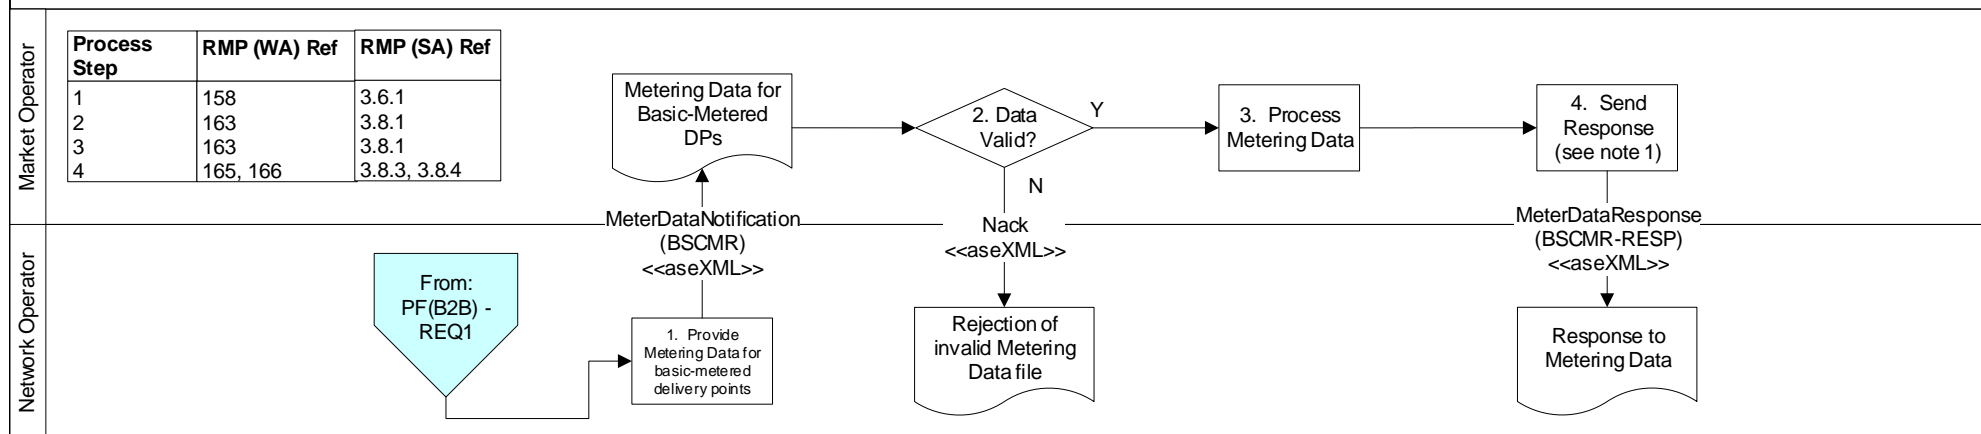 Market Operator
Process Step RMP (WA) Ref RMP (SA) Ref
1 158 3.6.1
2 163 3.8.1
3 163 3.8.1
4 165, 166 3.8.3, 3.8.4
Metering Data for
Basic-Metered
DPs
2. Data
Valid?
Y
N
3. Process
Metering Data
4. Send
Response
(see note 1)
MeterDataNotification
(BSCMR)
<<aseXML>>
Nack
<<aseXML>>
MeterDataResponse
(BSCMR-RESP)
<<aseXML>>
Network Operator
From:
PF(B2B) -
REQ1
1. Provide
Metering Data for
basic-metered
delivery points
Rejection of
invalid Metering
Data file
Response to
Metering Data